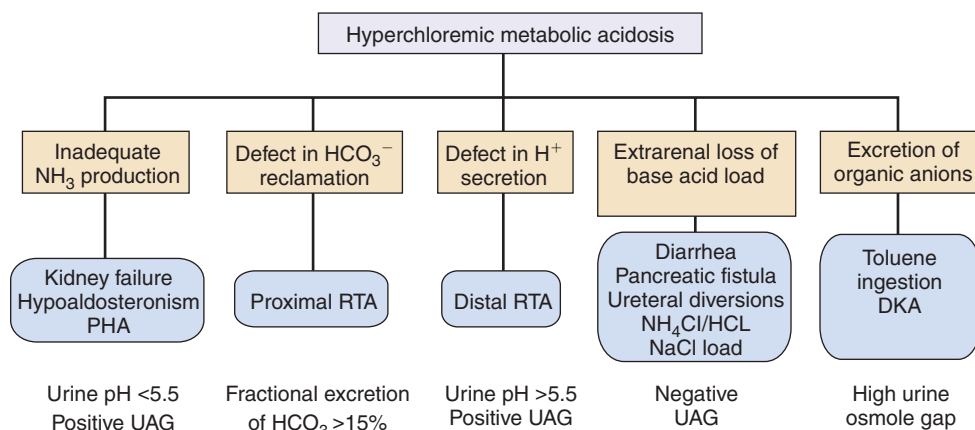 Hyperchloremic metabolic acidosis
Inadequate
NH₃ production
Defect in HCO₃⁻
reclamation
Defect in H⁺
secretion
Extrarenal loss of
base acid load
Excretion of
organic anions
Kidney failure
Hypoaldosteronism
PHA
Proximal RTA
Distal RTA
Diarrhea
Pancreatic fistula
Ureteral diversions
NH₄Cl/HCL
NaCl load
Toluene
ingestion
DKA
Urine pH <5.5
Positive UAG
Fractional excretion
of HCO₃ >15%
Urine pH >5.5
Positive UAG
Negative
UAG
High urine
osmole gap